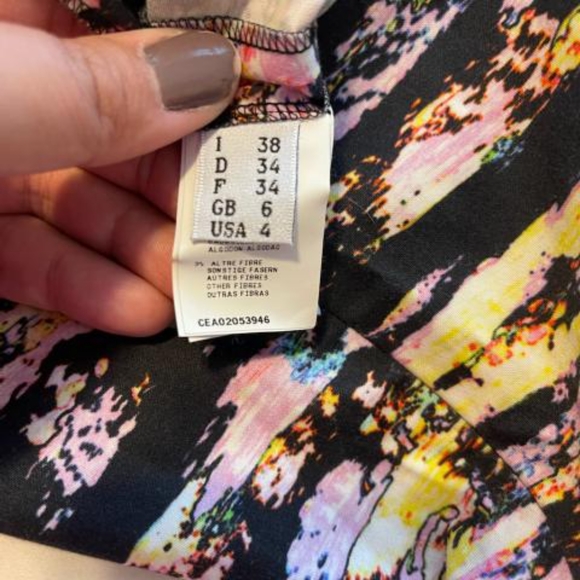 I 38
D 34
F 34
GB 6
USA 4
ALGODON ALGODAO
ALTRE FIBRE
SONSTIGE FASERN
AUTRES FIBRES
OTHER FIBRES
OUTRAS FIBRAS
CEA02053946